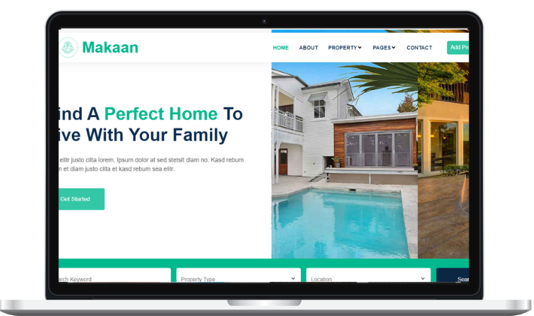 Makaan
HOME ABOUT PROPERTY PAGES CONTACT Add P
ind A Perfect Home To
ive With Your Family
elitr justo clita lorem. Ipsum dolor at sed stetsit diam no. Kasd rebum
et diam justo clita et kasd rebum sea elitr.
Get Started
rch Keyword Property Type Location Sea